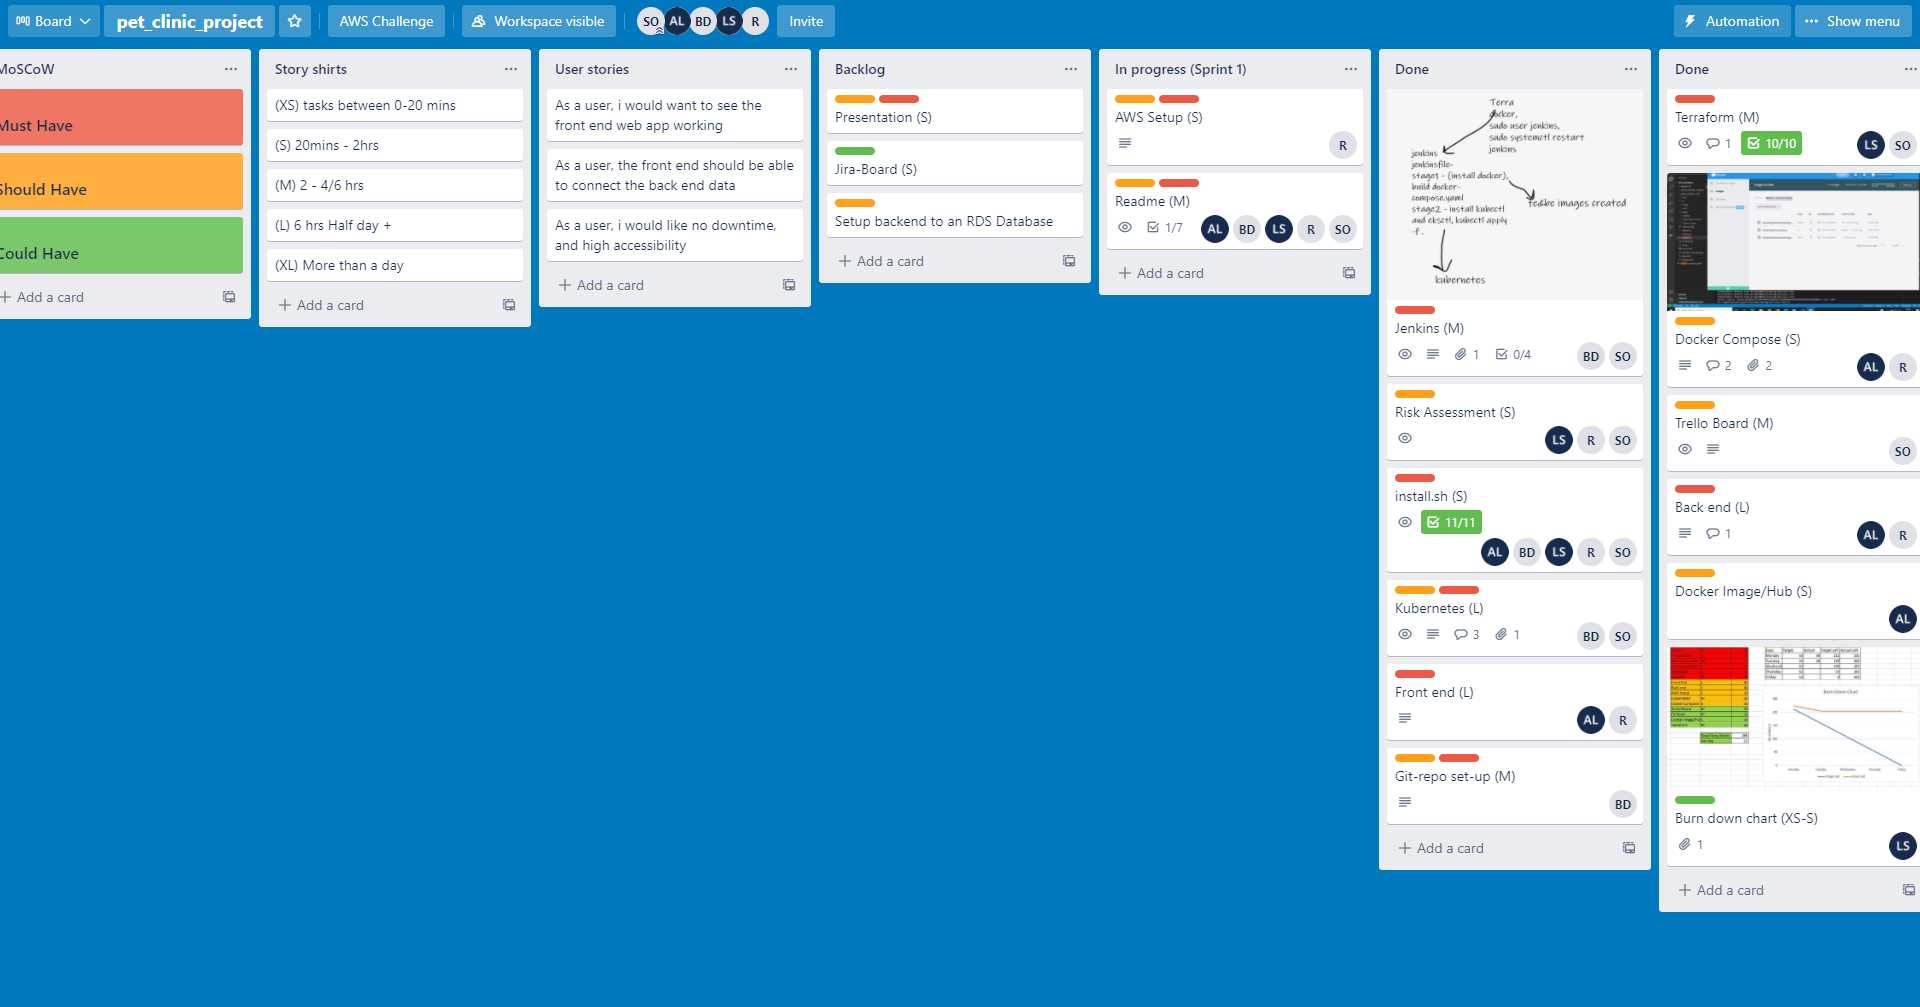 Board
pet_clinic_project
AWS Challenge
Workspace visible
SO AL BD LS R
Invite
Automation
Show menu
MoSCoW
Must Have
Should Have
Could Have
Add a card
Story shirts
(XS) tasks between 0-20 mins
(S) 20mins - 2hrs
(M) 2 - 4/6 hrs
(L) 6 hrs Half day +
(XL) More than a day
Add a card
User stories
As a user, i would want to see the
front end web app working
As a user, the front end should be able
to connect the back end data
As a user, i would like no downtime,
and high accessibility
Add a card
Backlog
Presentation (S)
Jira-Board (S)
Setup backend to an RDS Database
Add a card
In progress (Sprint 1)
AWS Setup (S)
R
Readme (M)
1/7
AL BD LS R SO
Add a card
Done
Terra
docker,
sudo user jenkins,
sudo systemctl restart
jenkins
jenkins
jenkinsfile-
stage1 - (install docker),
build docker-
compose.yaml
stage2 - install kubectl
and eksctl, kubectl apply
-f .
fe&be images created
kubernetes
Jenkins (M)
1 0/4
BD SO
Risk Assessment (S)
LS R SO
install.sh (S)
11/11
AL BD LS R SO
Kubernetes (L)
3 1
BD SO
Front end (L)
AL R
Git-repo set-up (M)
BD
Add a card
Done
Terraform (M)
1 10/10
LS SO
Docker Compose (S)
2 2
AL R
Trello Board (M)
SO
Back end (L)
1
AL R
Docker Image/Hub (S)
AL
Burn Down Chart
Burn down chart (XS-S)
1
LS
Add a card